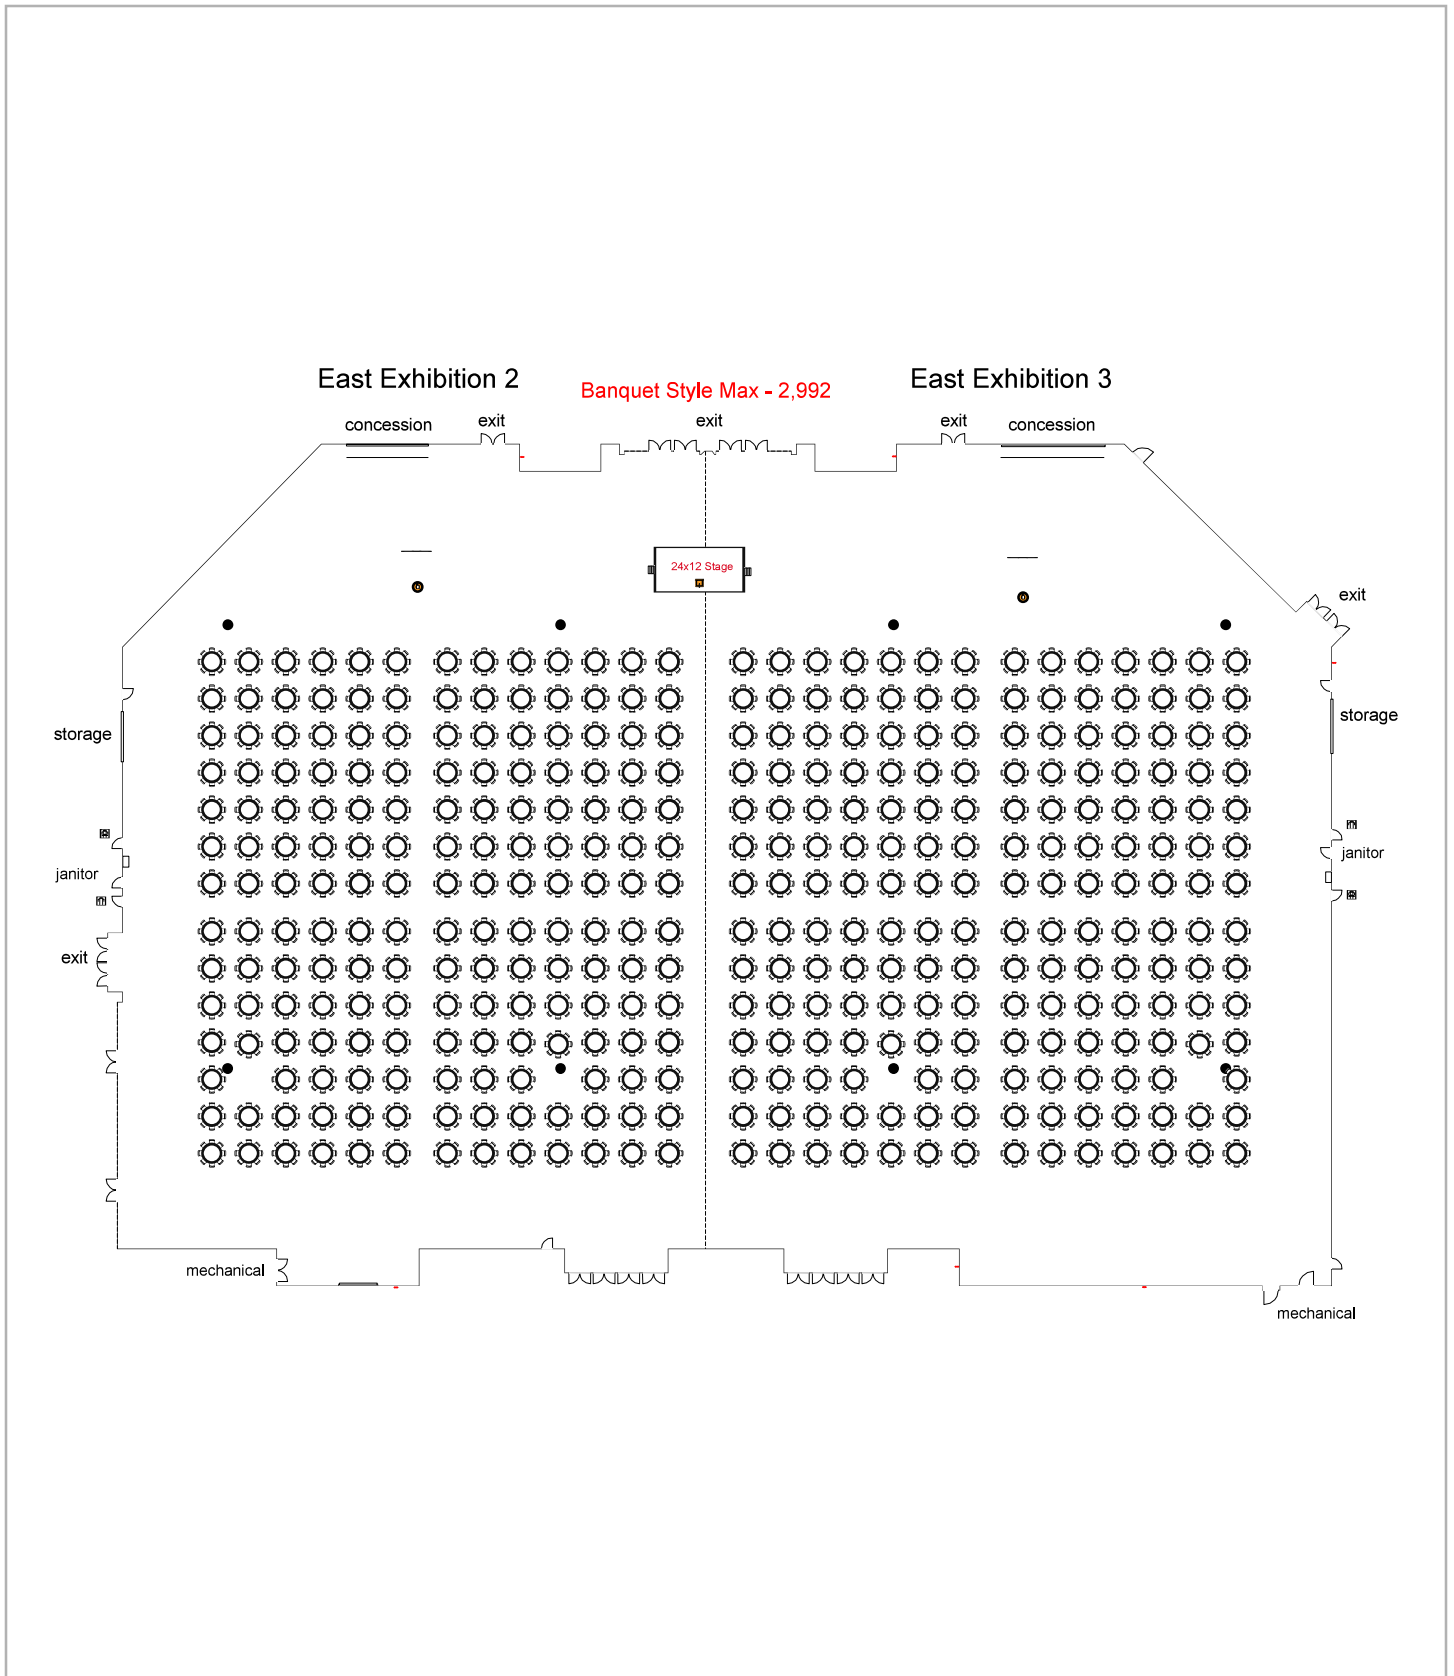 East Exhibition 2
East Exhibition 3
Banquet Style Max - 2,992
concession
exit
exit
exit
concession
24x12 Stage
exit
storage
storage
janitor
janitor
exit
mechanical
mechanical